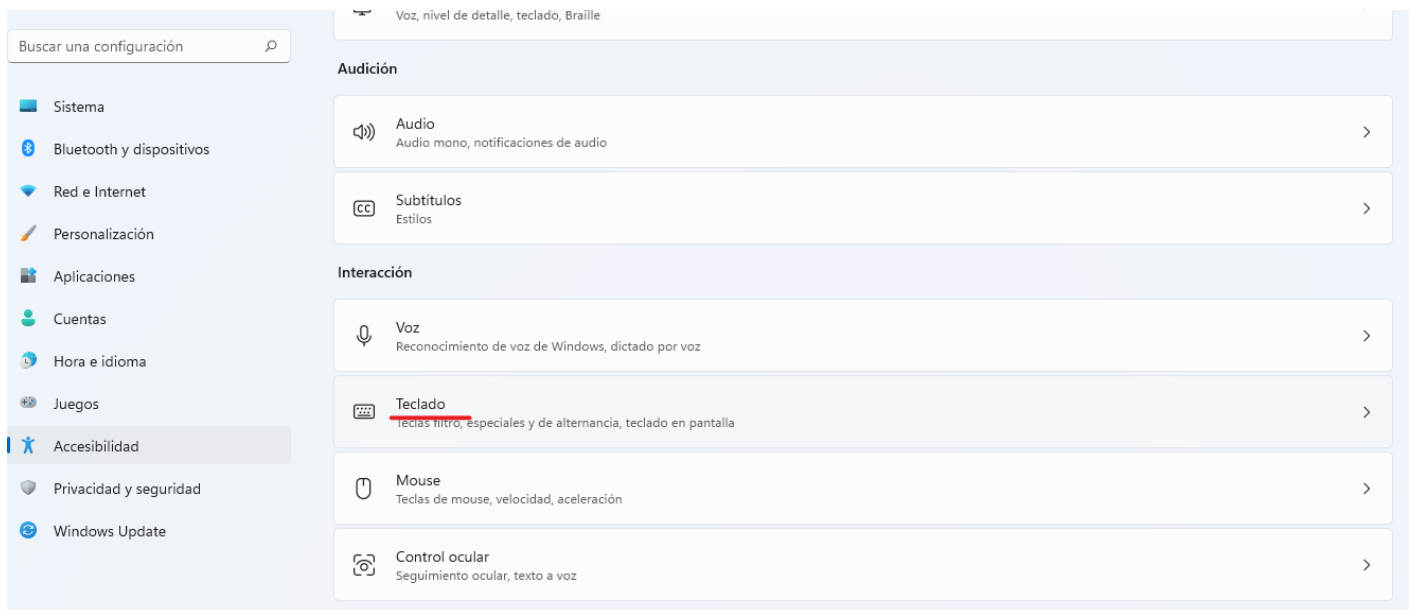 Voz, nivel de detalle, teclado, Braille
Buscar una configuración
Audición
Sistema
Bluetooth y dispositivos
Red e Internet
Personalización
Aplicaciones
Cuentas
Hora e idioma
Juegos
Accesibilidad
Privacidad y seguridad
Windows Update
Audio
Audio mono, notificaciones de audio
CC
Subtítulos
Estilos
Interacción
Voz
Reconocimiento de voz de Windows, dictado por voz
Teclado
Teclas filtro, especiales y de alternancia, teclado en pantalla
Mouse
Teclas de mouse, velocidad, aceleración
Control ocular
Seguimiento ocular, texto a voz